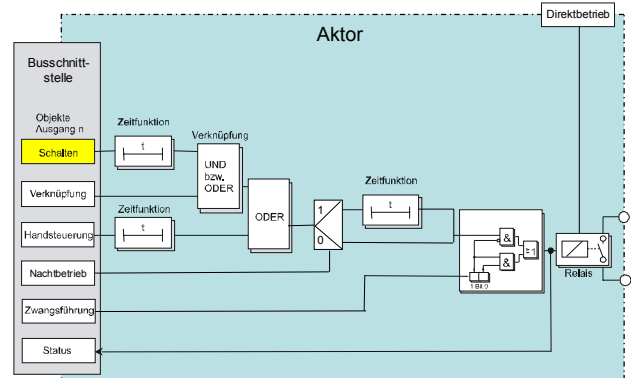 Direktbetrieb
Aktor
Busschnitt-
stelle
Objekte
Ausgang n
Zeitfunktion
Verknüpfung
Schalten
t
UND
bzw.
ODER
Verknüpfung
Zeitfunktion
Zeitfunktion
Handsteuerung
t
ODER
1
0
t
&
&
≥1
1 Bit 0
Relais
Nachtbetrieb
Zwangsführung
Status